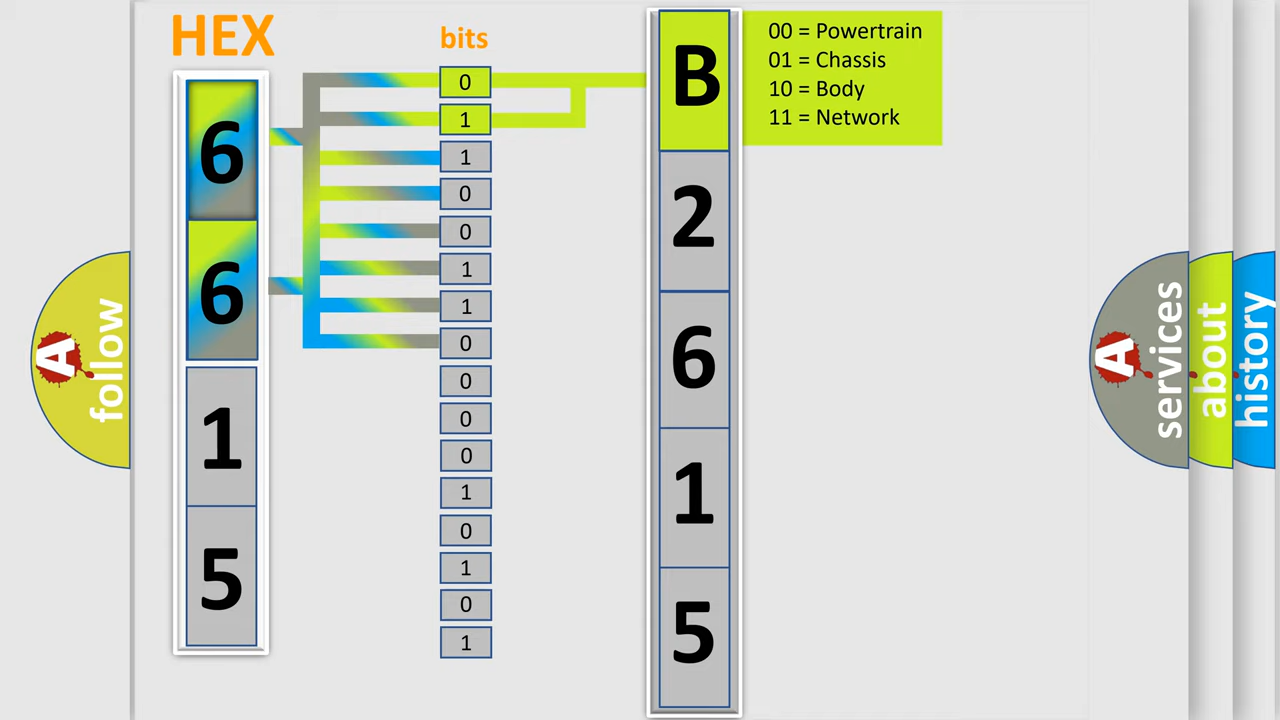 HEX
bits
6
6
1
5
0
1
1
0
0
1
1
0
0
0
0
1
0
1
0
1
B
2
6
1
5
00 = Powertrain
01 = Chassis
10 = Body
11 = Network
A
follow
A
services
about
history